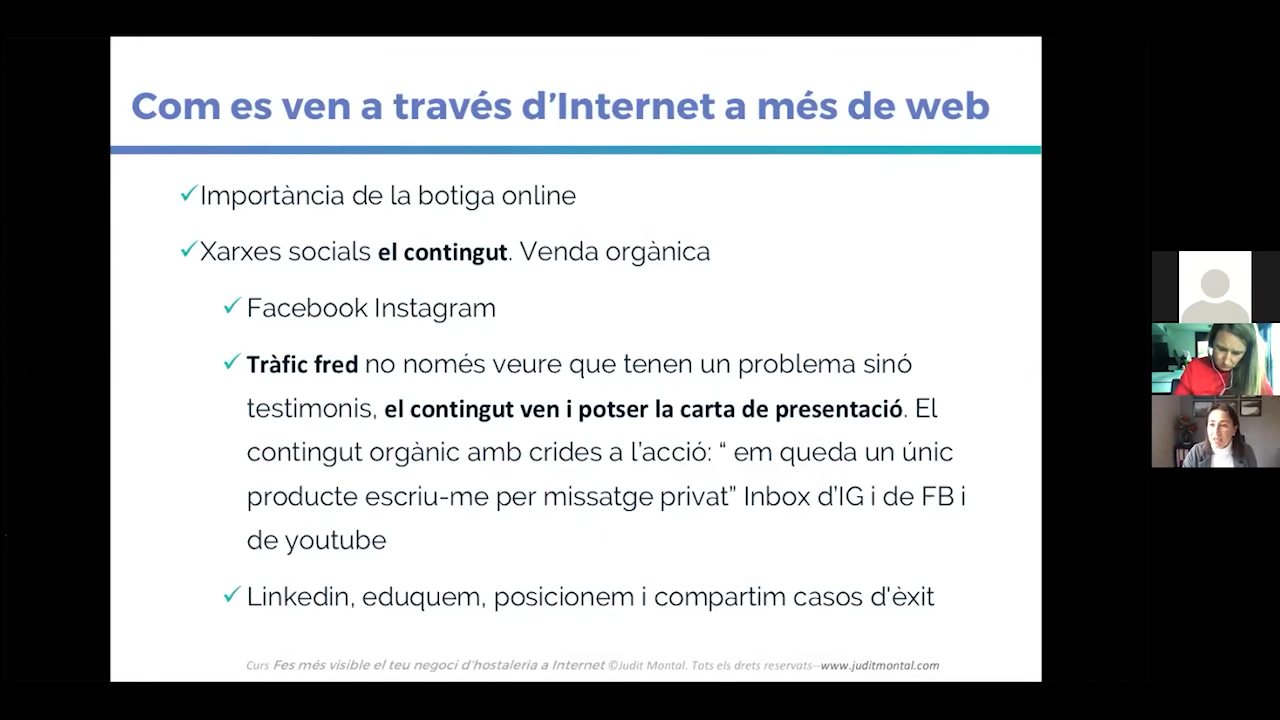 Com es ven a través d'Internet a més de web
✓Importància de la botiga online
✓Xarxes socials el contingut. Venda orgànica
✓Facebook Instagram
✓Tràfic fred no només veure que tenen un problema sinó
testimonis, el contingut ven i potser la carta de presentació. El
contingut orgànic amb crides a l'acció: “ em queda un únic
producte escriu-me per missatge privat” Inbox d'IG i de FB i
de youtube
✓Linkedin, eduquem, posicionem i compartim casos d'èxit
Curs Fes més visible el teu negoci d'hostaleria a Internet ©Judit Montal. Tots els drets reservats--www.juditmontal.com